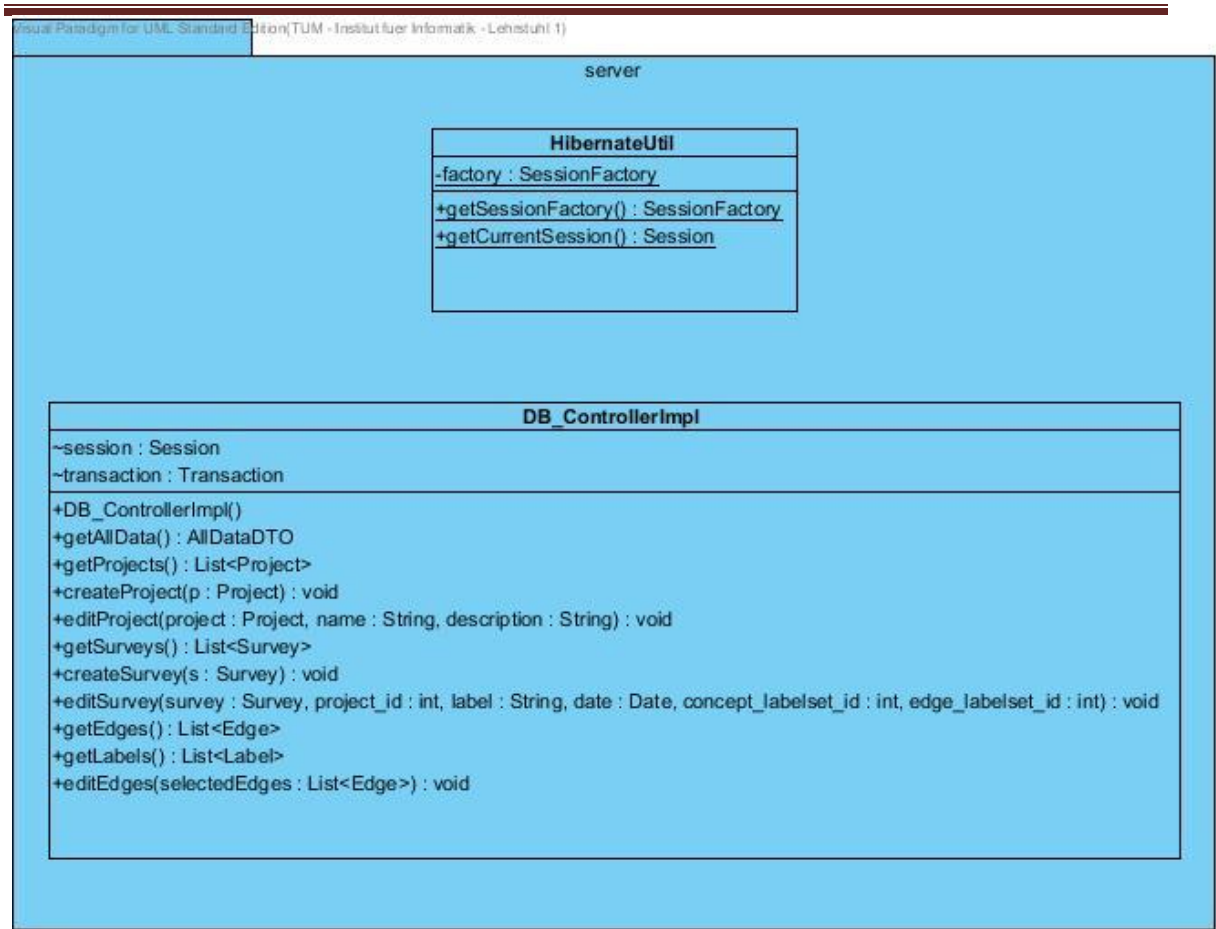 Visual Paradigm for UML Standard Edition(TUM - Institut fuer Informatik - Lehrstuhl 1)
server
HibernateUtil
-factory : SessionFactory
+getSessionFactory() : SessionFactory
+getCurrentSession() : Session
DB_ControllerImpl
~session : Session
~transaction : Transaction
+DB_ControllerImpl()
+getAllData() : AllDataDTO
+getProjects() : List<Project>
+createProject(p : Project) : void
+editProject(project : Project, name : String, description : String) : void
+getSurveys() : List<Survey>
+createSurvey(s : Survey) : void
+editSurvey(survey : Survey, project_id : int, label : String, date : Date, concept_labelset_id : int, edge_labelset_id : int) : void
+getEdges() : List<Edge>
+getLabels() : List<Label>
+editEdges(selectedEdges : List<Edge>) : void